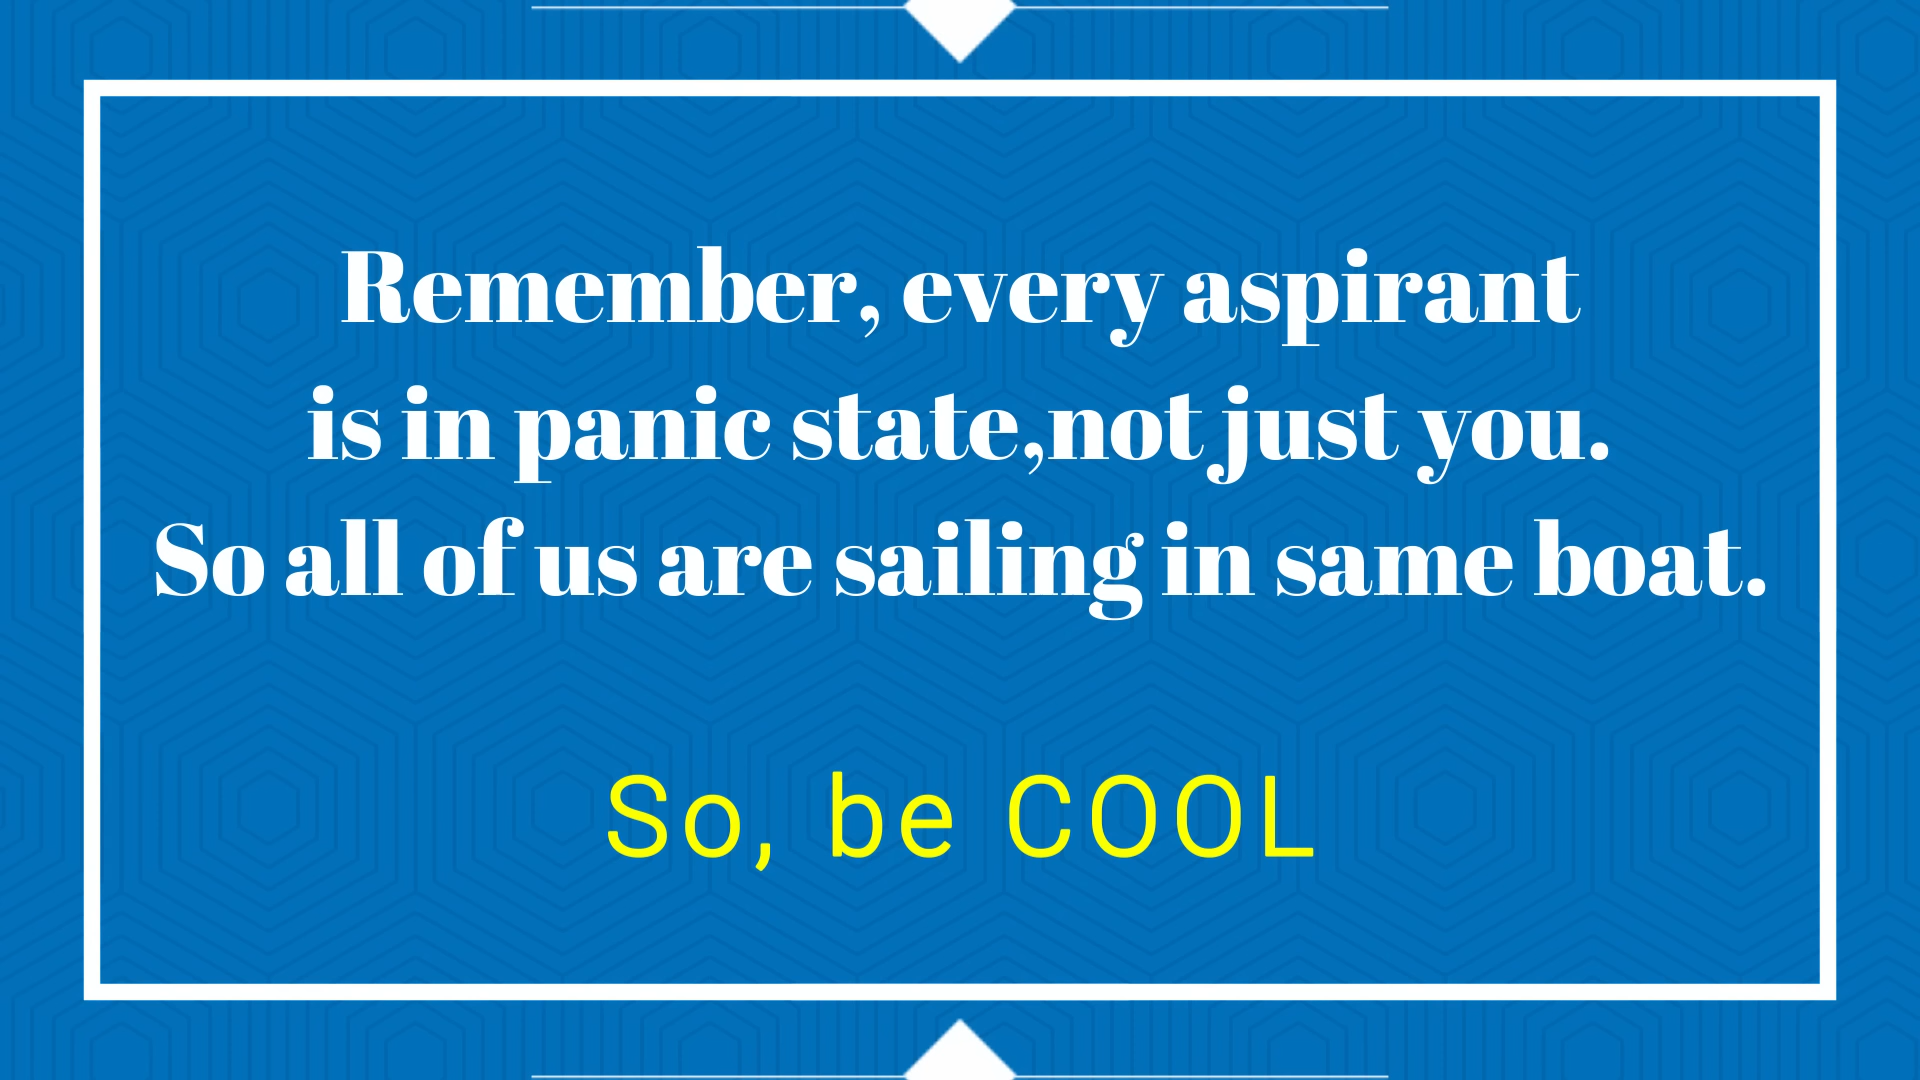 Remember, every aspirant
is in panic state,not just you.
So all of us are sailing in same boat.
So, be COOL